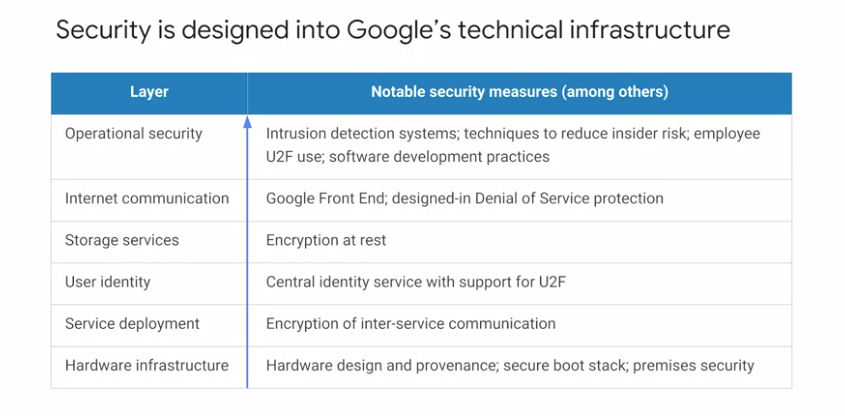 Security is designed into Google's technical infrastructure
Layer
Notable security measures (among others)
Operational security
Intrusion detection systems; techniques to reduce insider risk; employee
U2F use; software development practices
Internet communication
Google Front End; designed-in Denial of Service protection
Storage services
Encryption at rest
User identity
Central identity service with support for U2F
Service deployment
Encryption of inter-service communication
Hardware infrastructure
Hardware design and provenance; secure boot stack; premises security